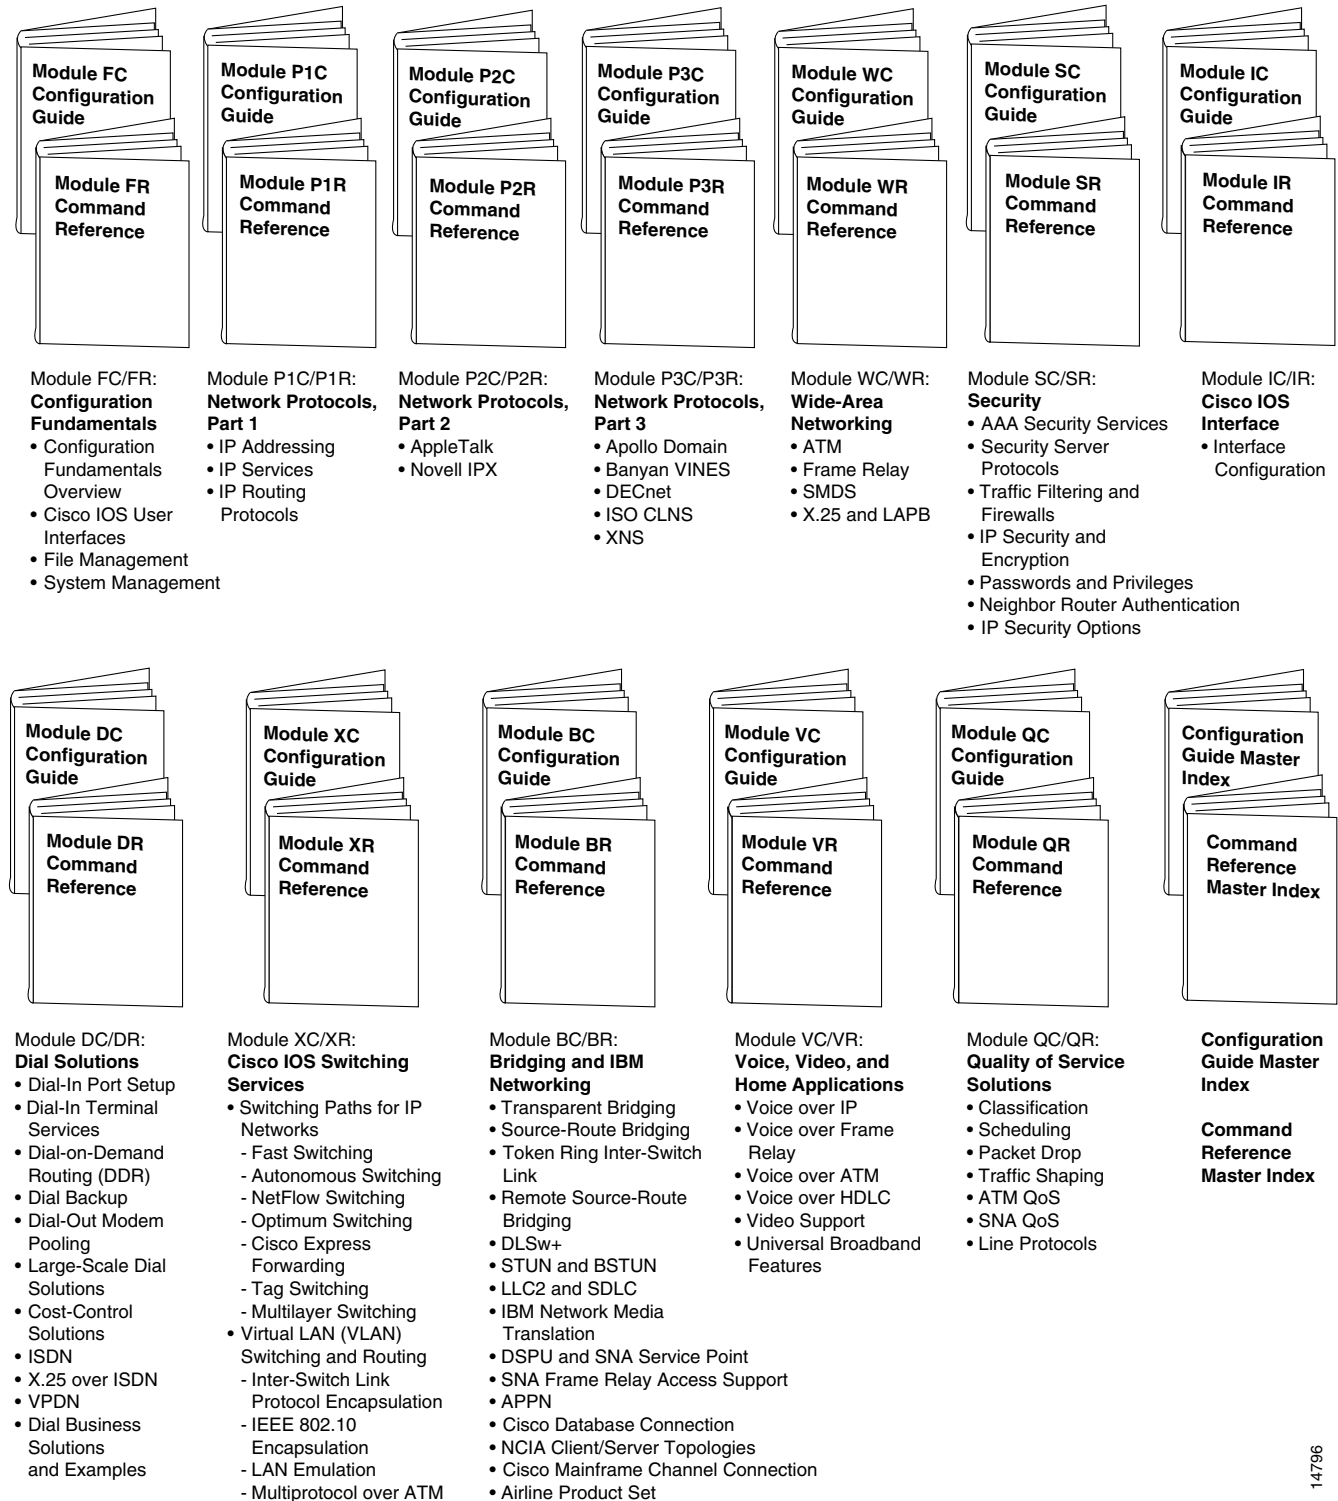 Module FC
Configuration
Guide
Module FR
Command
Reference
Module P1C
Configuration
Guide
Module P1R
Command
Reference
Module P2C
Configuration
Guide
Module P2R
Command
Reference
Module P3C
Configuration
Guide
Module P3R
Command
Reference
Module WC
Configuration
Guide
Module WR
Command
Reference
Module SC
Configuration
Guide
Module SR
Command
Reference
Module IC
Configuration
Guide
Module IR
Command
Reference
Module FC/FR:
Configuration
Fundamentals
• Configuration
Fundamentals
Overview
• Cisco IOS User
Interfaces
• File Management
• System Management
Module P1C/P1R:
Network Protocols,
Part 1
• IP Addressing
• IP Services
• IP Routing
Protocols
Module P2C/P2R:
Network Protocols,
Part 2
• AppleTalk
• Novell IPX
Module P3C/P3R:
Network Protocols,
Part 3
• Apollo Domain
• Banyan VINES
• DECnet
• ISO CLNS
• XNS
Module WC/WR:
Wide-Area
Networking
• ATM
• Frame Relay
• SMDS
• X.25 and LAPB
Module SC/SR:
Security
• AAA Security Services
• Security Server
Protocols
• Traffic Filtering and
Firewalls
• IP Security and
Encryption
• Passwords and Privileges
• Neighbor Router Authentication
• IP Security Options
Module IC/IR:
Cisco IOS
Interface
• Interface
Configuration
Module DC
Configuration
Guide
Module DR
Command
Reference
Module XC
Configuration
Guide
Module XR
Command
Reference
Module BC
Configuration
Guide
Module BR
Command
Reference
Module VC
Configuration
Guide
Module VR
Command
Reference
Module QC
Configuration
Guide
Module QR
Command
Reference
Configuration
Guide Master
Index
Command
Reference
Master Index
Module DC/DR:
Dial Solutions
• Dial-In Port Setup
• Dial-In Terminal
Services
• Dial-on-Demand
Routing (DDR)
• Dial Backup
• Dial-Out Modem
Pooling
• Large-Scale Dial
Solutions
• Cost-Control
Solutions
• ISDN
• X.25 over ISDN
• VPDN
• Dial Business
Solutions
and Examples
Module XC/XR:
Cisco IOS Switching
Services
• Switching Paths for IP
Networks
- Fast Switching
- Autonomous Switching
- NetFlow Switching
- Optimum Switching
- Cisco Express
Forwarding
- Tag Switching
- Multilayer Switching
• Virtual LAN (VLAN)
Switching and Routing
- Inter-Switch Link
Protocol Encapsulation
- IEEE 802.10
Encapsulation
- LAN Emulation
- Multiprotocol over ATM
Module BC/BR:
Bridging and IBM
Networking
• Transparent Bridging
• Source-Route Bridging
• Token Ring Inter-Switch
Link
• Remote Source-Route
Bridging
• DLSw+
• STUN and BSTUN
• LLC2 and SDLC
• IBM Network Media
Translation
• DSPU and SNA Service Point
• SNA Frame Relay Access Support
• APPN
• Cisco Database Connection
• NCIA Client/Server Topologies
• Cisco Mainframe Channel Connection
• Airline Product Set
Module VC/VR:
Voice, Video, and
Home Applications
• Voice over IP
• Voice over Frame
Relay
• Voice over ATM
• Voice over HDLC
• Video Support
• Universal Broadband
Features
Module QC/QR:
Quality of Service
Solutions
• Classification
• Scheduling
• Packet Drop
• Traffic Shaping
• ATM QoS
• SNA QoS
• Line Protocols
Configuration
Guide Master
Index
Command
Reference
Master Index
14796